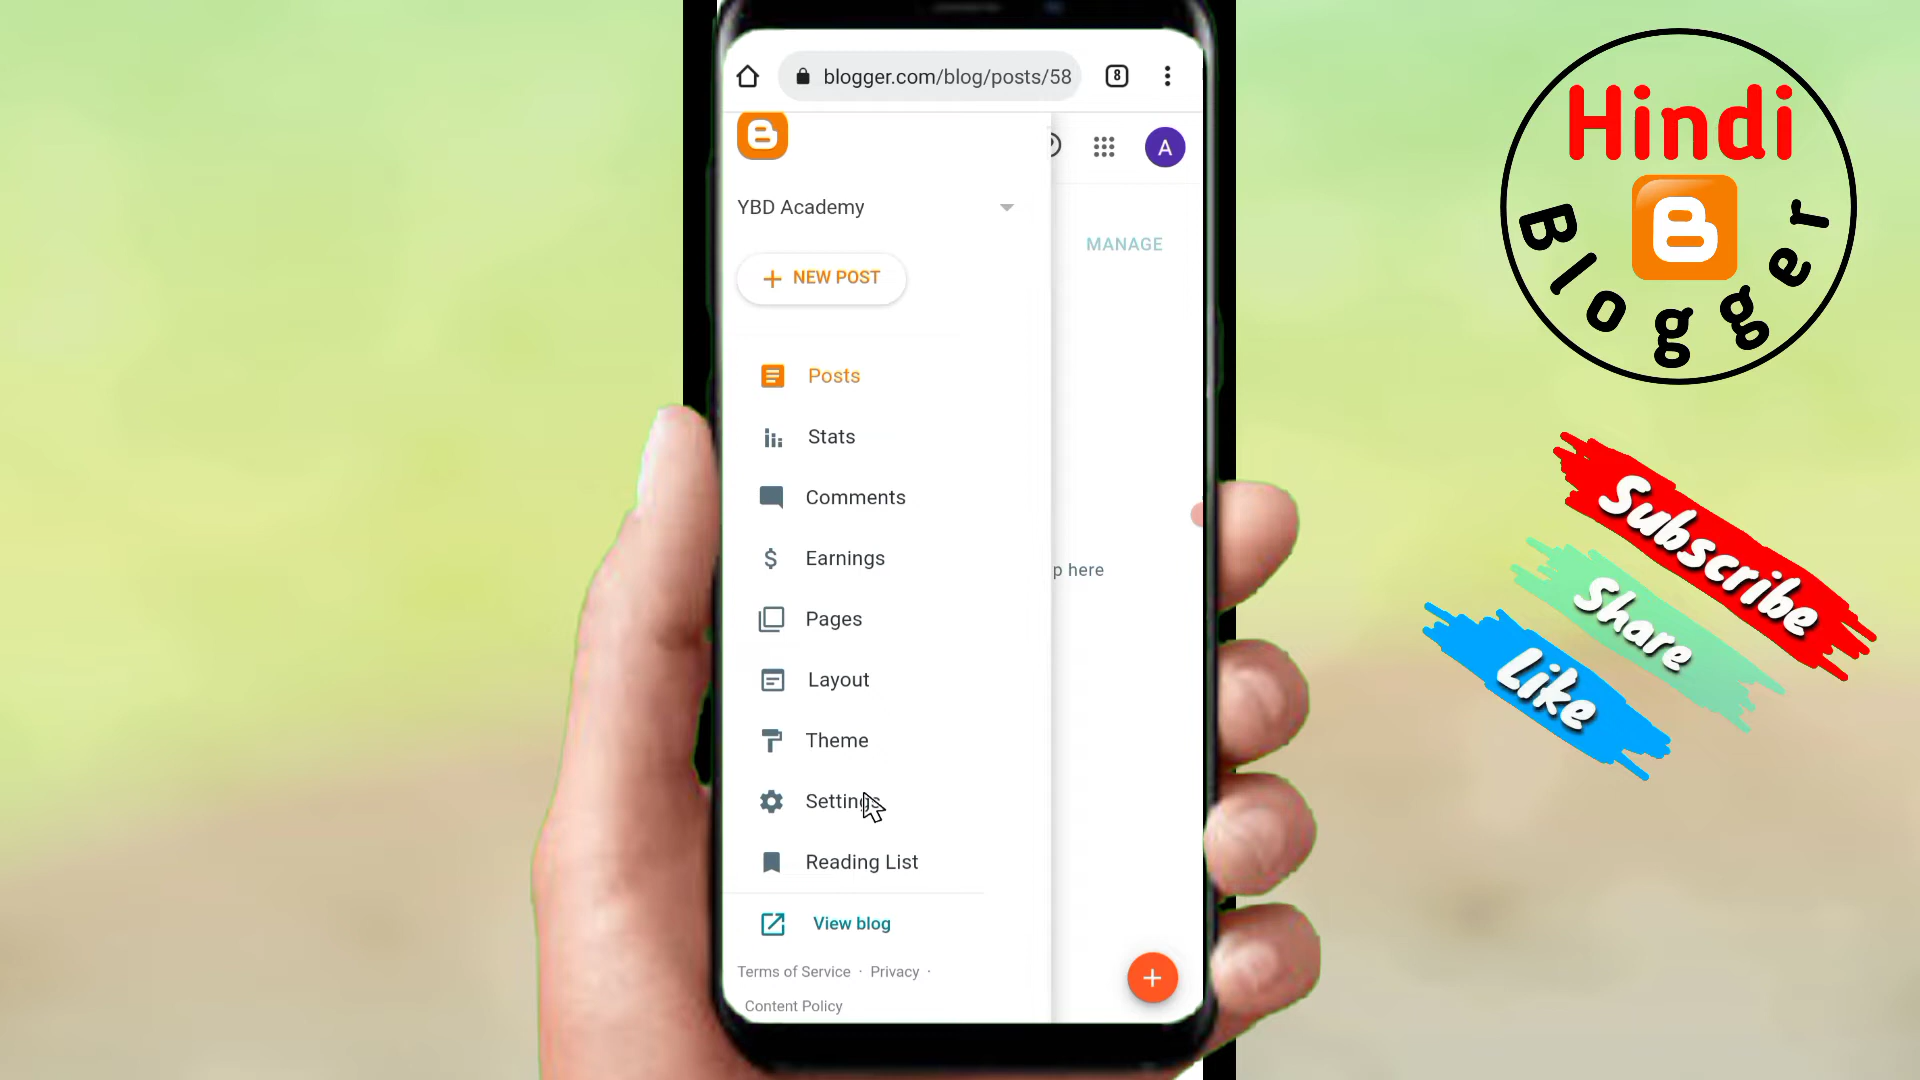 blogger.com/blog/posts/58
8
YBD Academy
A
MANAGE
NEW POST
Posts
Stats
Comments
Earnings
p here
Pages
Layout
Theme
Settings
Reading List
View blog
Terms of Service · Privacy ·
Content Policy
Hindi
Blogger
Subscribe
Share
Like